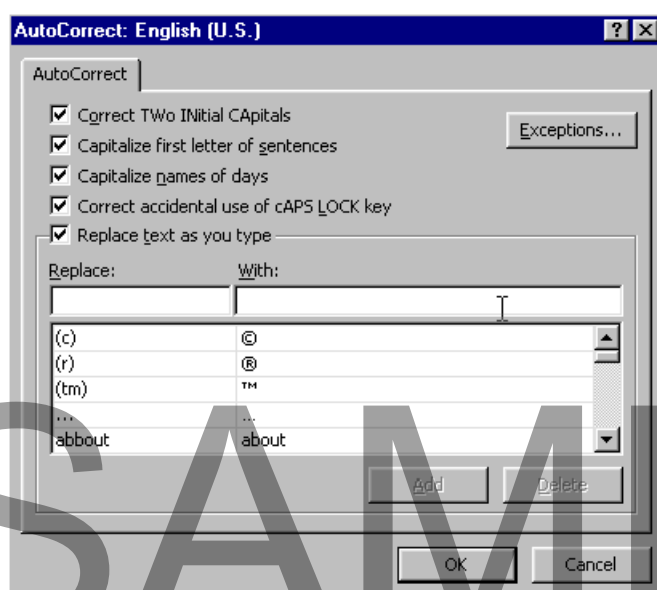 AutoCorrect: English (U.S.)
AutoCorrect
Correct TWo INitial CApitals
Exceptions...
Capitalize first letter of sentences
Capitalize names of days
Correct accidental use of cAPS LOCK key
Replace text as you type
Replace: With:
(c) ©
(r) ®
(tm) ™
... ...
abbout about
Add Delete
OK Cancel
SAM